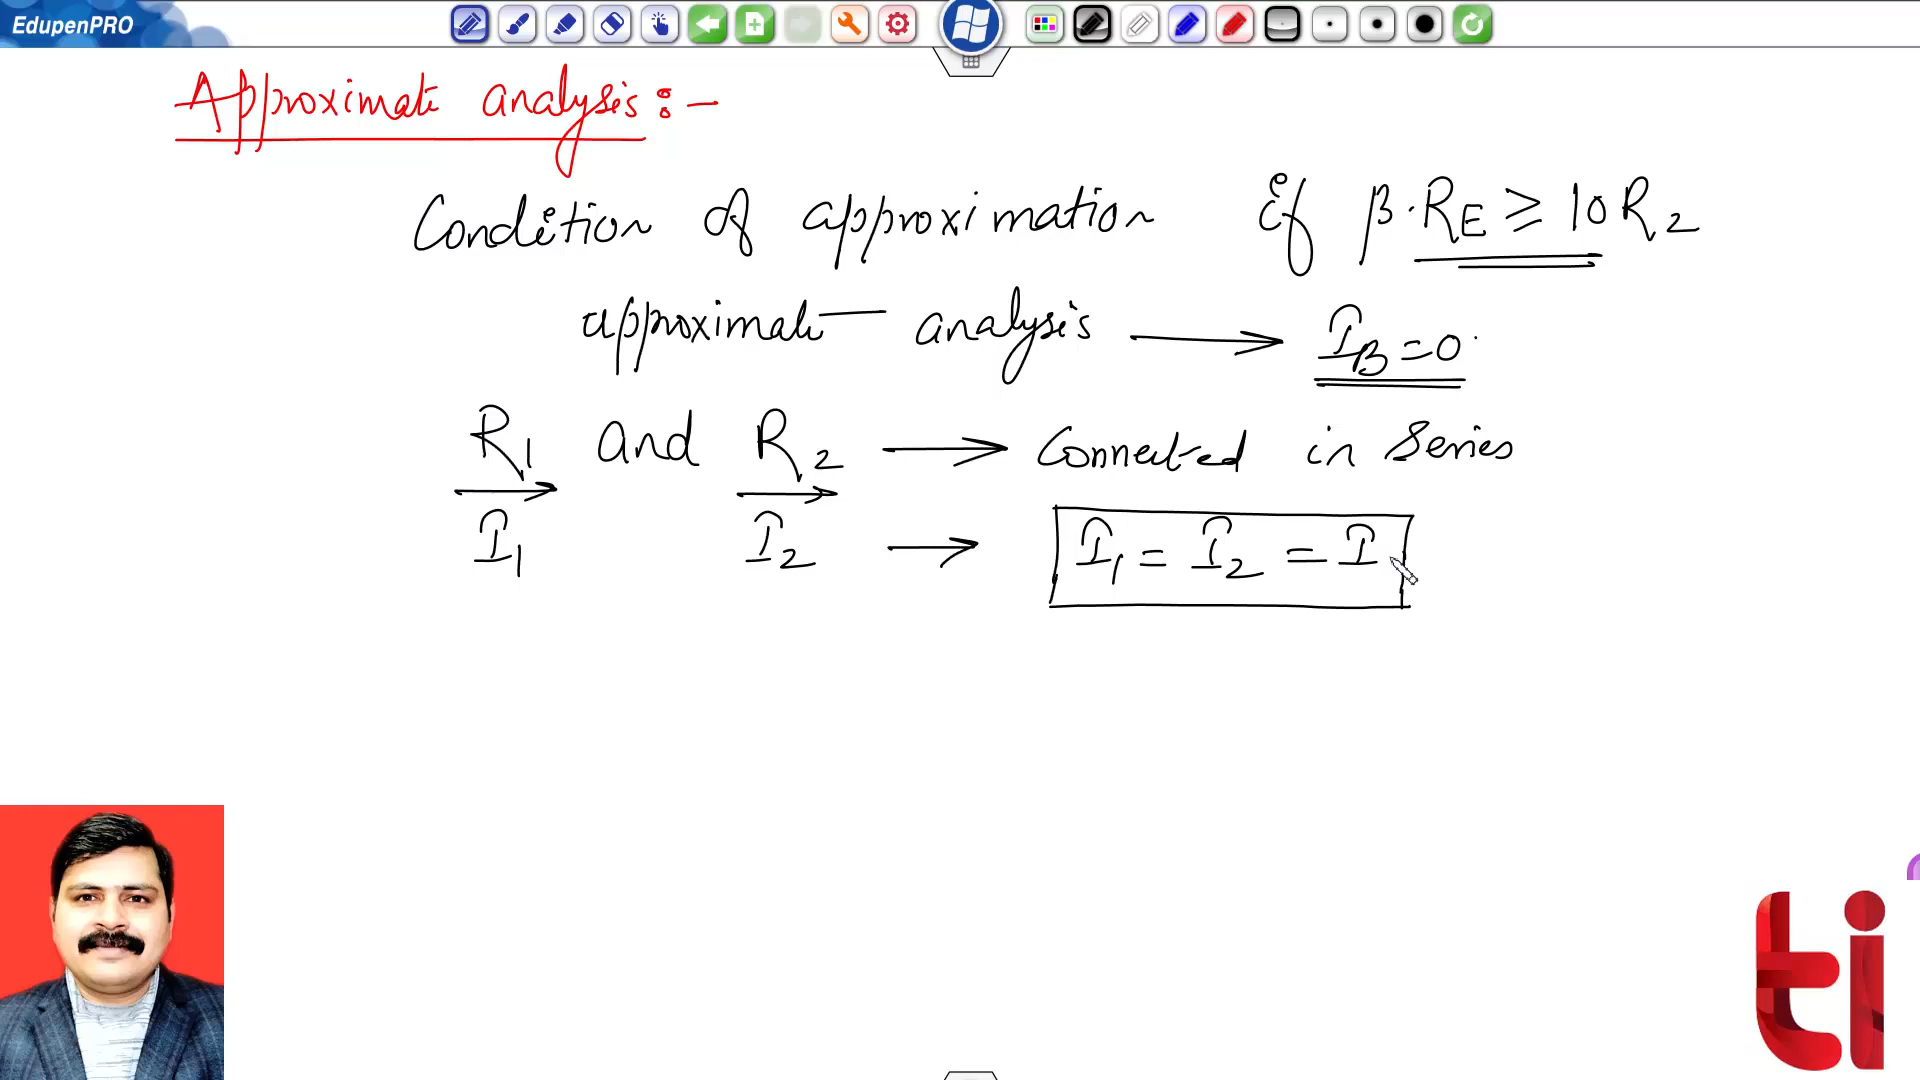 EdupenPRO
Approximate analysis :-
Condition of approximation if β.RE ≥ 10R2
approximate analysis → IB = 0
R1 and R2 → Connected in Series
I1 I2 → I1 = I2 = I
ti